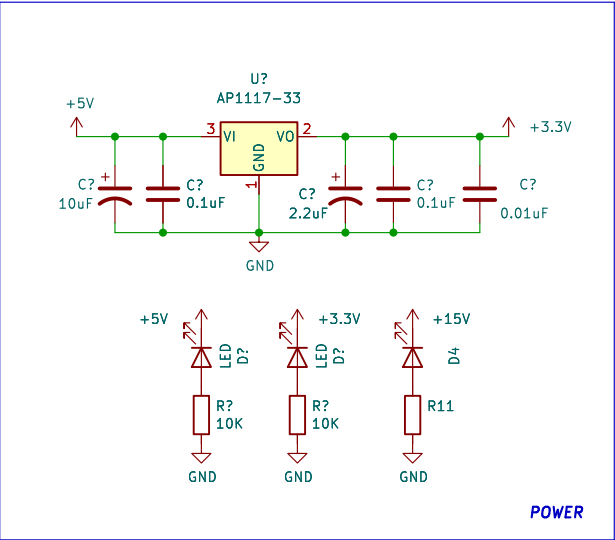 U?
AP1117-33
+5V
+3.3V
3
VI
VO
2
GND
1
C?
10uF
+
C?
0.1uF
C?
2.2uF
+
C?
0.1uF
C?
0.01uF
GND
+5V
LED
D?
+3.3V
LED
D?
+15V
D4
R?
10K
R?
10K
R11
GND
GND
GND
POWER